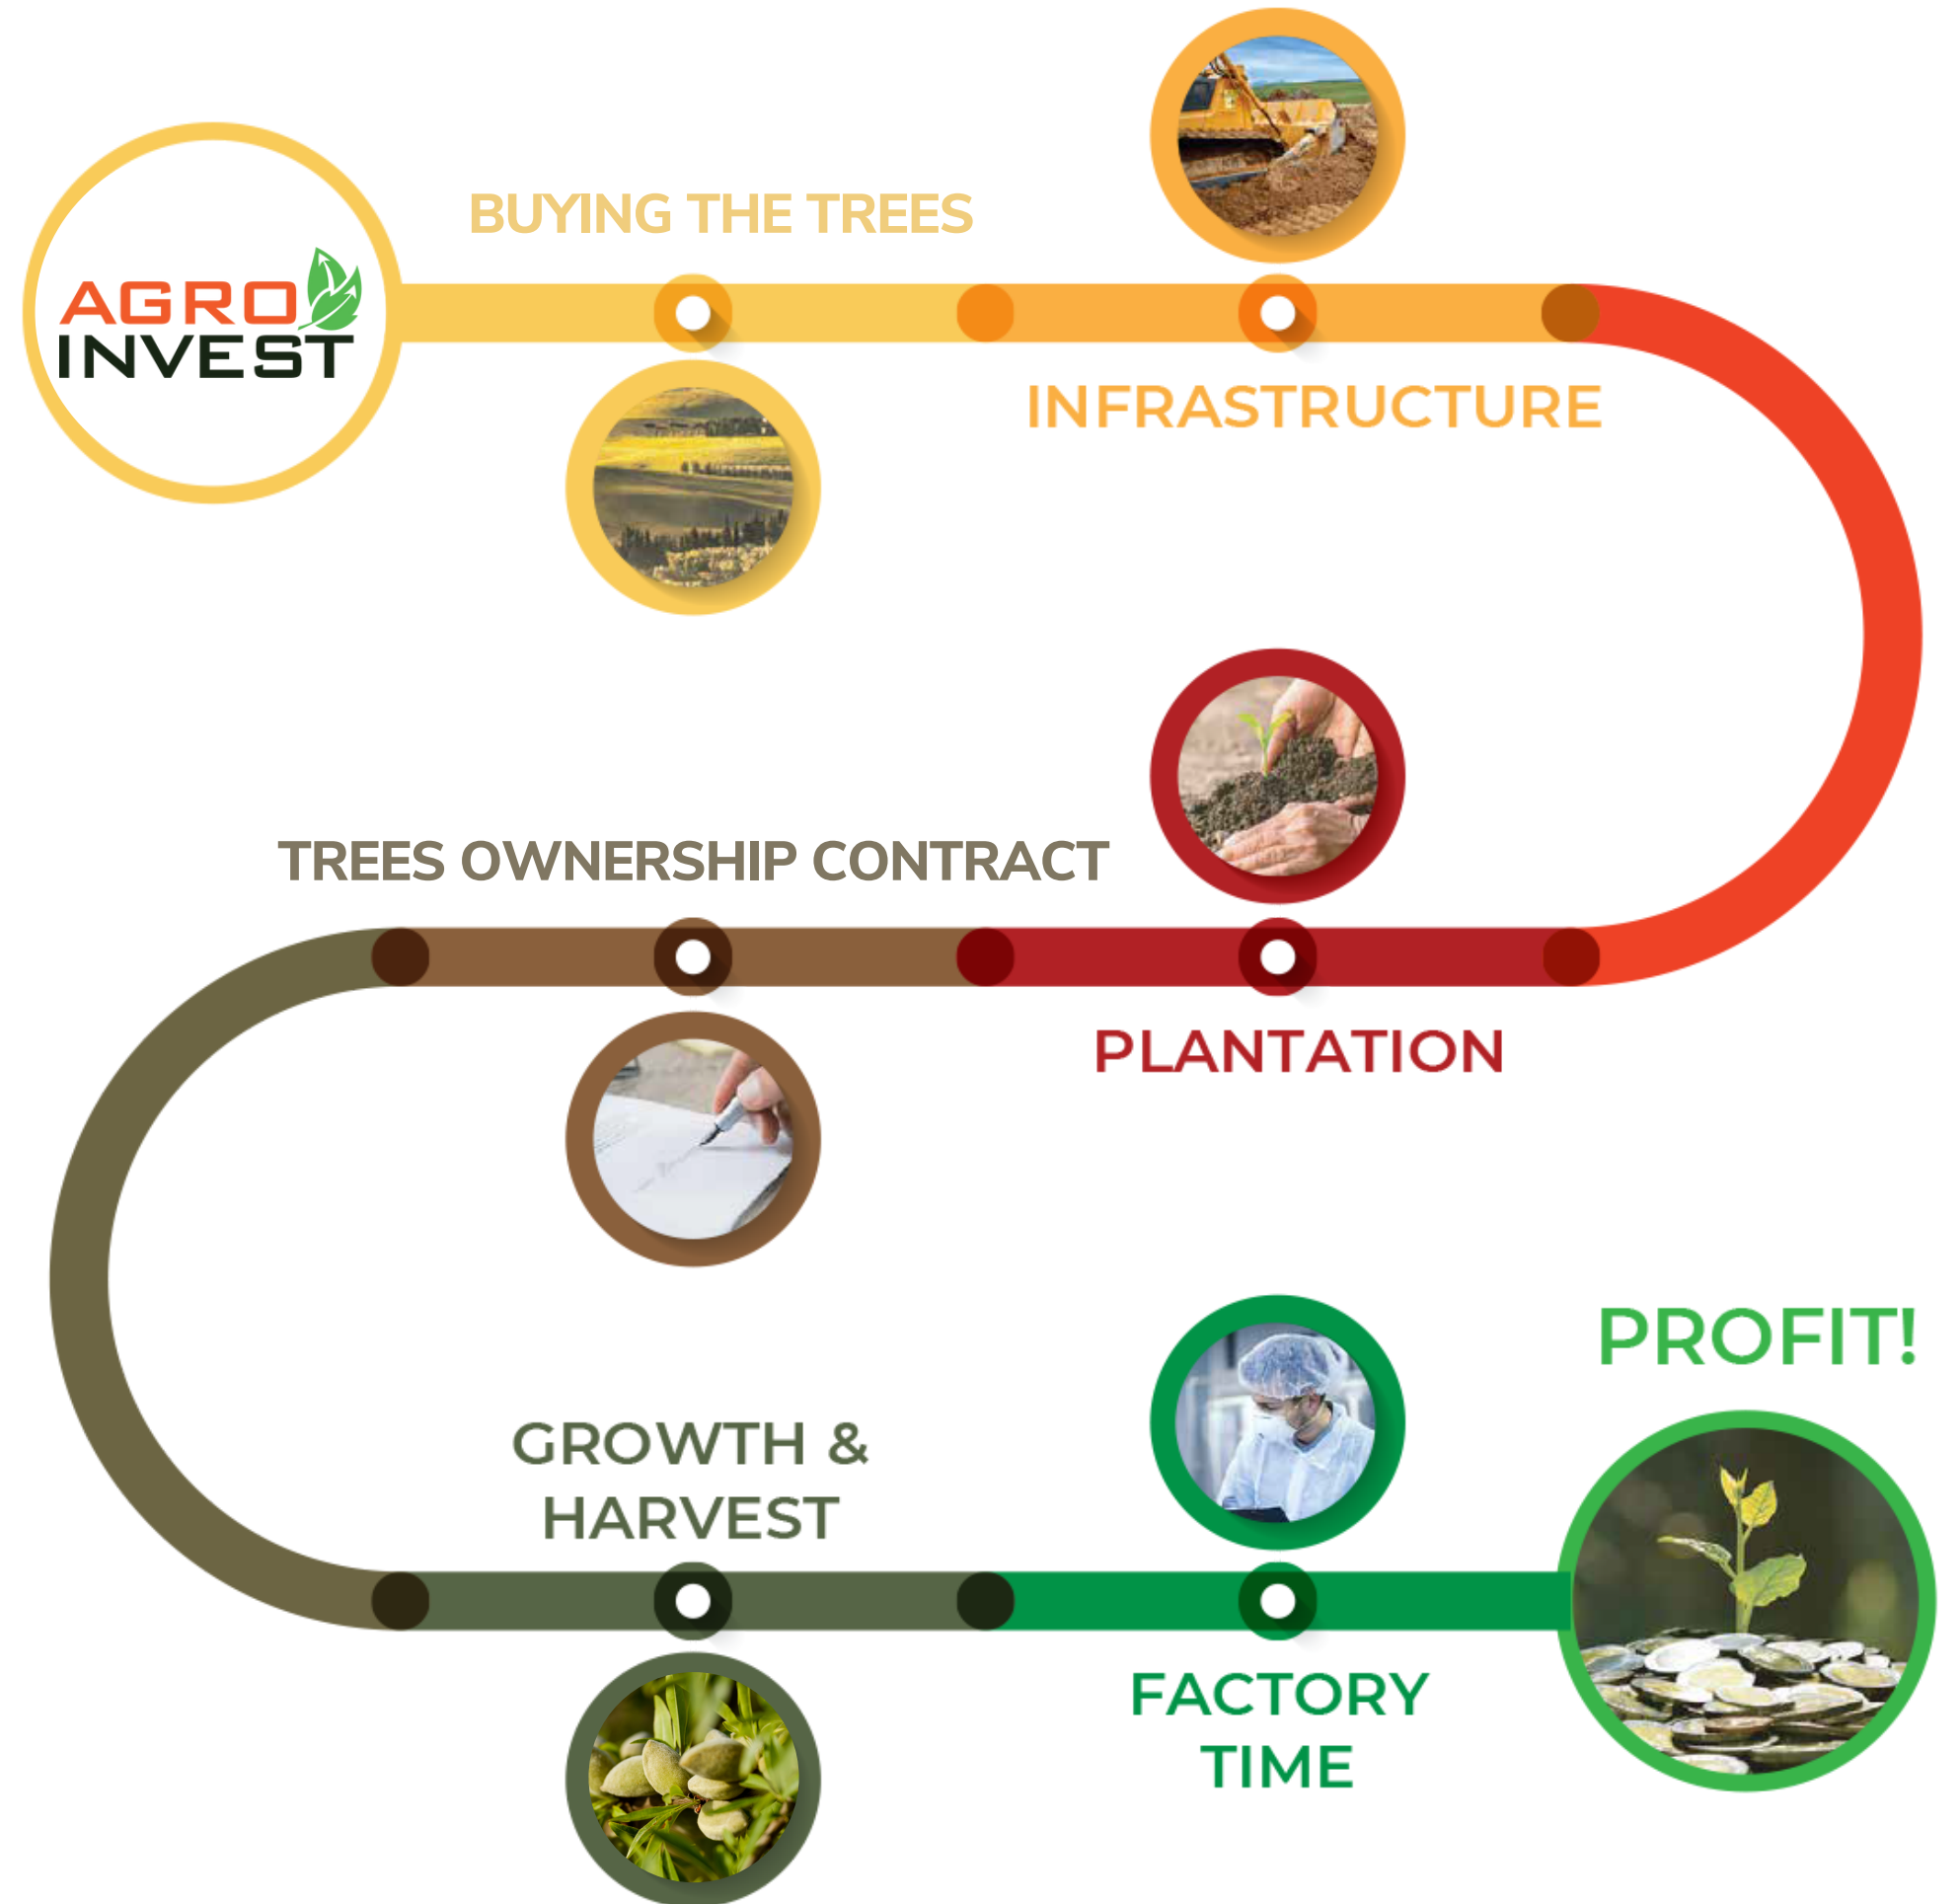 AGRO
INVEST
BUYING THE TREES
INFRASTRUCTURE
PLANTATION
TREES OWNERSHIP CONTRACT
GROWTH &
HARVEST
FACTORY
TIME
PROFIT!